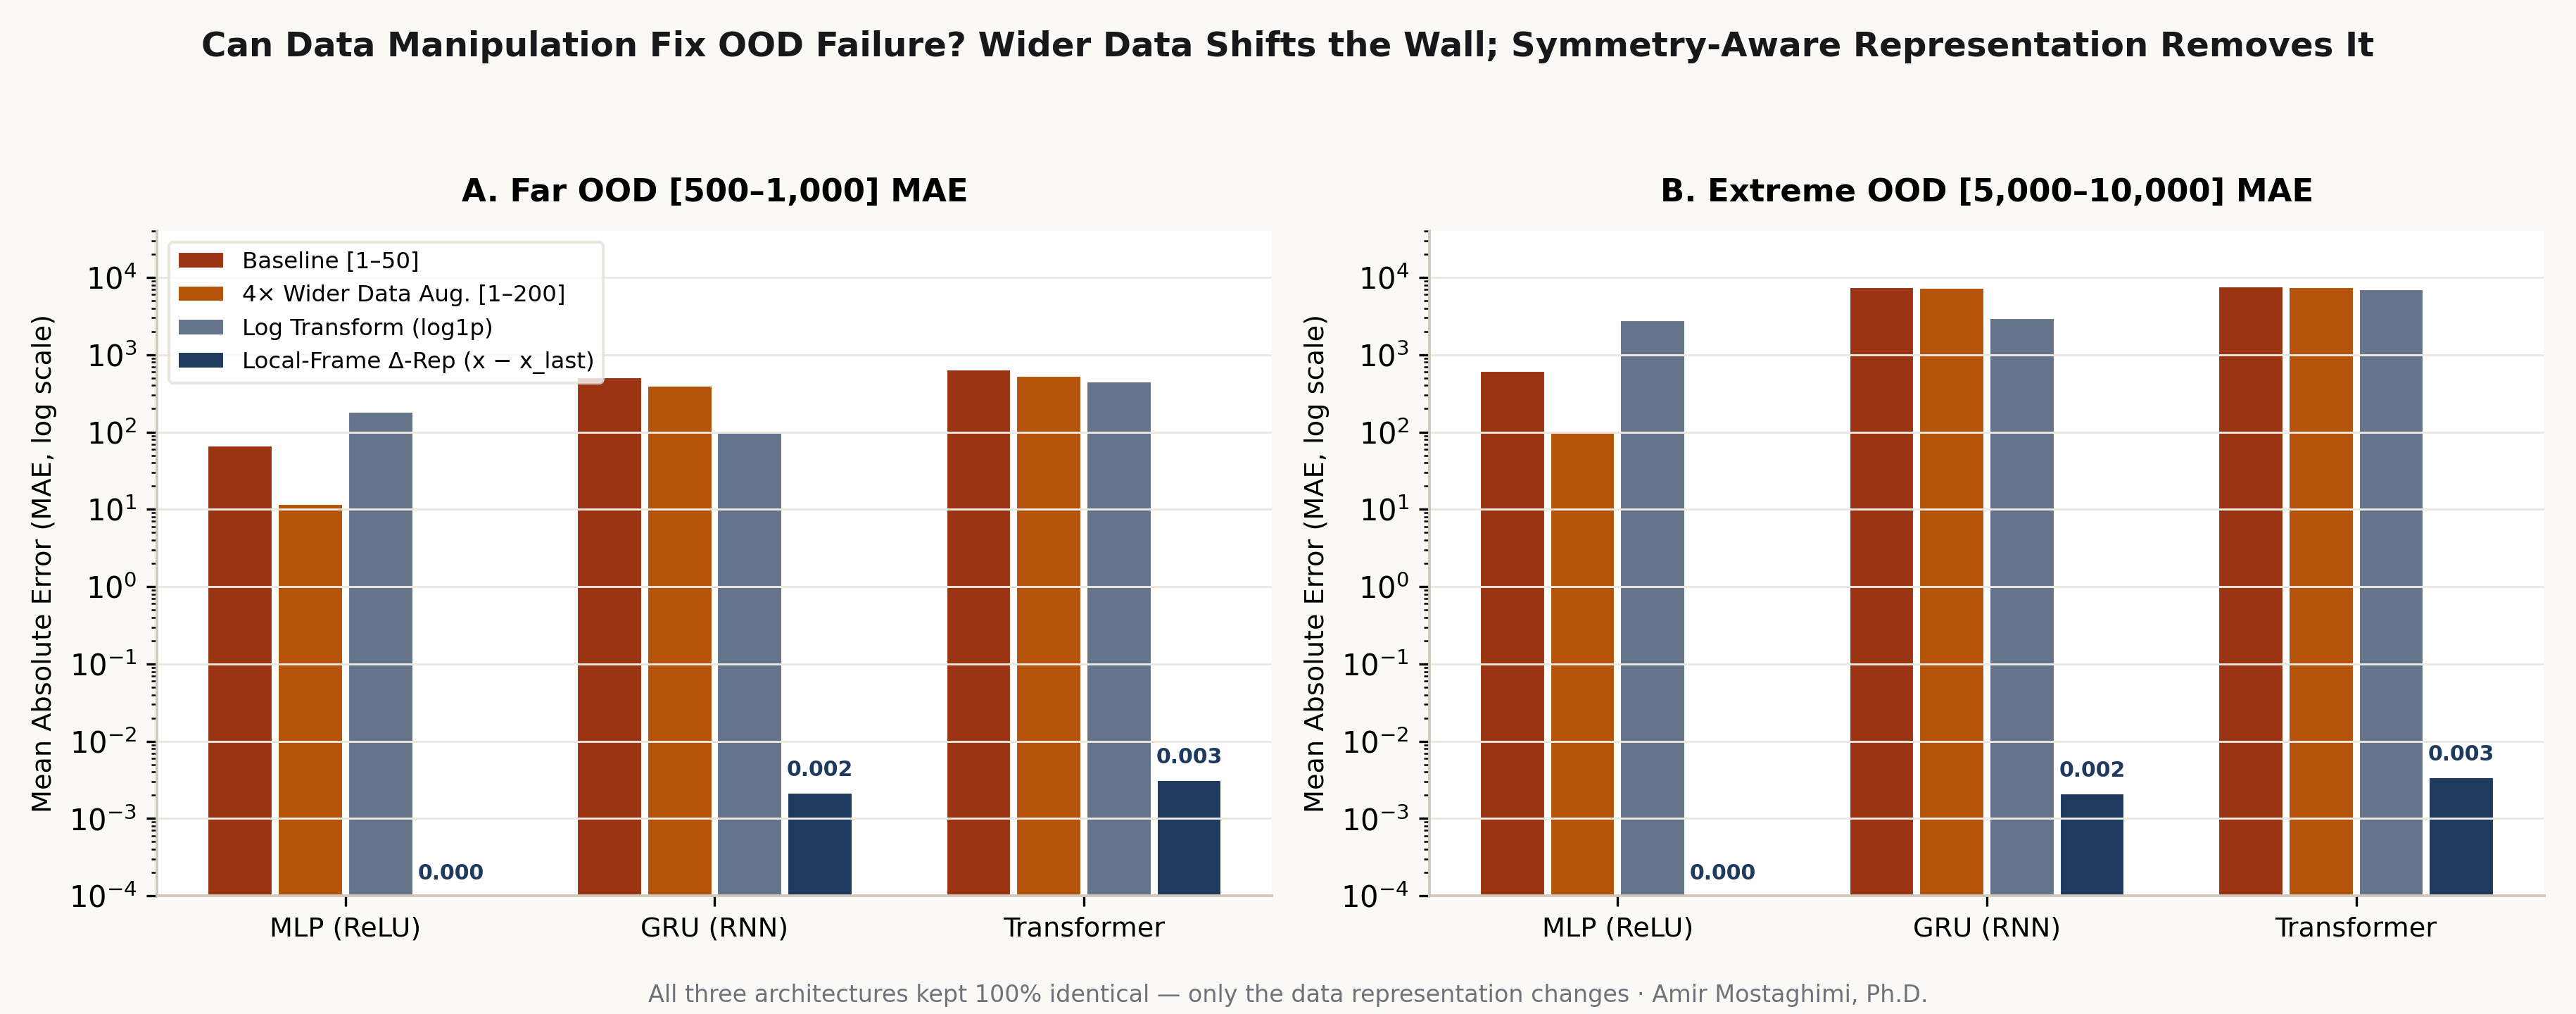 Can Data Manipulation Fix OOD Failure? Wider Data Shifts the Wall; Symmetry-Aware Representation Removes It
A. Far OOD [500–1,000] MAE
Mean Absolute Error (MAE, log scale)
10⁴
10³
10²
10¹
10⁰
10⁻¹
10⁻²
10⁻³
10⁻⁴
Baseline [1–50]
4× Wider Data Aug. [1–200]
Log Transform (log1p)
Local-Frame Δ-Rep (x − x_last)
0.000
0.002
0.003
MLP (ReLU)
GRU (RNN)
Transformer
B. Extreme OOD [5,000–10,000] MAE
Mean Absolute Error (MAE, log scale)
10⁴
10³
10²
10¹
10⁰
10⁻¹
10⁻²
10⁻³
10⁻⁴
0.000
0.002
0.003
MLP (ReLU)
GRU (RNN)
Transformer
All three architectures kept 100% identical — only the data representation changes · Amir Mostaghimi, Ph.D.